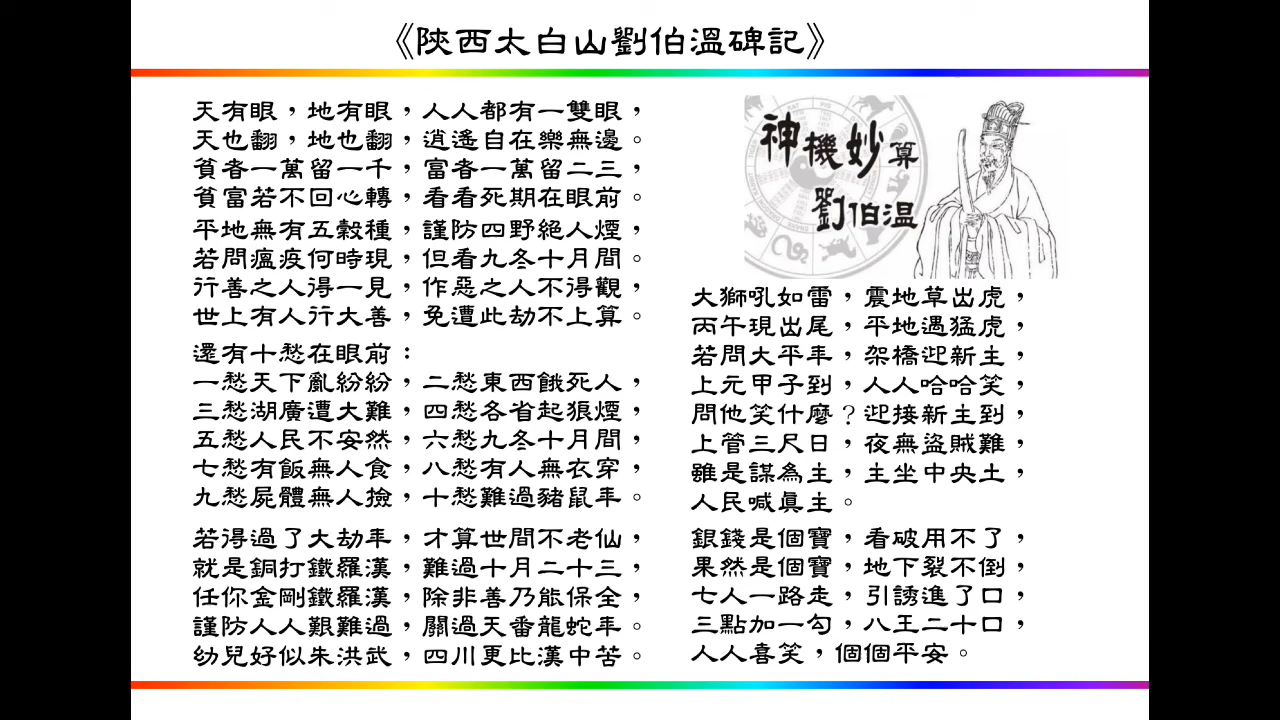 《陝西太白山劉伯溫碑記》
天有眼，地有眼，人人都有一雙眼，
天也翻，地也翻，逍遙自在樂無邊。
貧者一萬留一千，富者一萬留二三，
貧富若不回心轉，看看死期在眼前。
平地無有五穀種，謹防四野絕人煙，
若問瘟疫何時現，但看九冬十月間。
行善之人得一見，作惡之人不得觀，
世上有人行大善，免遭此劫不上算。
還有十愁在眼前：
一愁天下亂紛紛，二愁東西餓死人，
三愁湖廣遭大難，四愁各省起狼煙，
五愁人民不安然，六愁九冬十月間，
七愁有飯無人食，八愁有人無衣穿，
九愁屍體無人撿，十愁難過豬鼠年。
若得過了大劫年，才算世間不老仙，
就是銅打鐵羅漢，難過十月二十三，
任你金剛鐵羅漢，除非善乃能保全，
謹防人人艱難過，關過天番龍蛇年。
幼兒好似朱洪武，四川更比漢中苦。
神機妙算
劉伯溫
大獅吼如雷，震地草出虎，
丙午現出尾，平地遇猛虎，
若問大平年，架橋迎新主，
上元甲子到，人人哈哈笑，
問他笑什麼？迎接新主到，
上管三尺日，夜無盜賊難，
雖是謀為主，主坐中央土，
人民喊真主。
銀錢是個寶，看破用不了，
果然是個寶，地下裂不倒，
七人一路走，引誘進了口，
三點加一勾，八王二十口，
人人喜笑，個個平安。